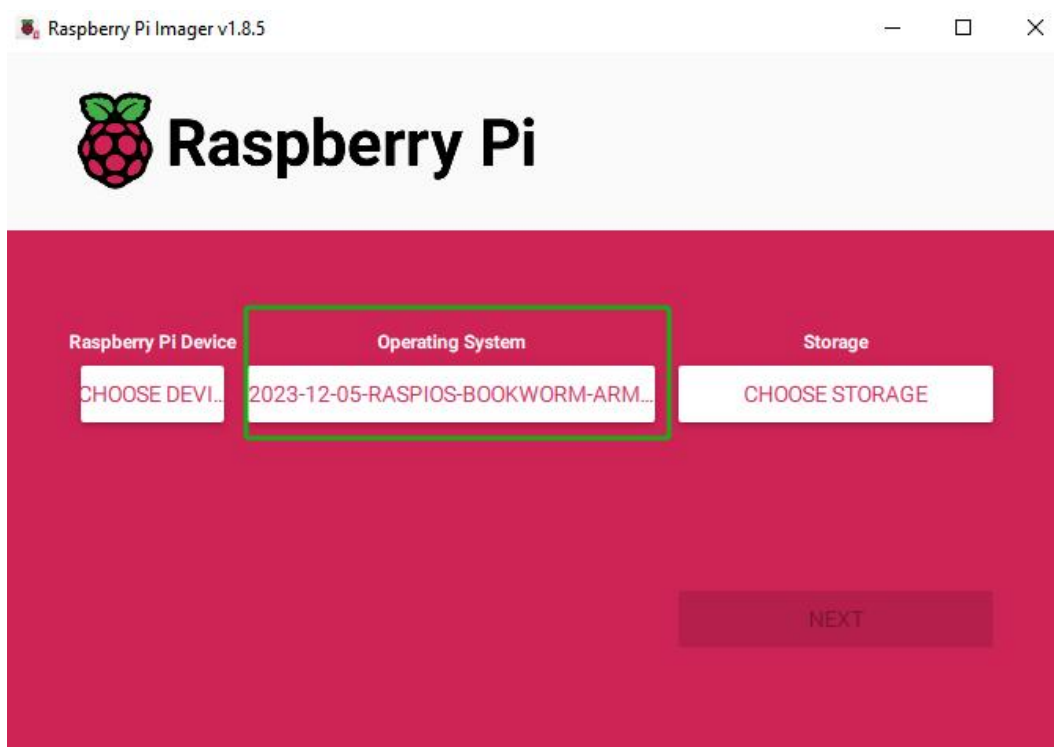 Raspberry Pi Imager v1.8.5
Raspberry Pi
Raspberry Pi Device
Operating System
Storage
CHOOSE DEVI...
2023-12-05-RASPIOS-BOOKWORM-ARM...
CHOOSE STORAGE
NEXT